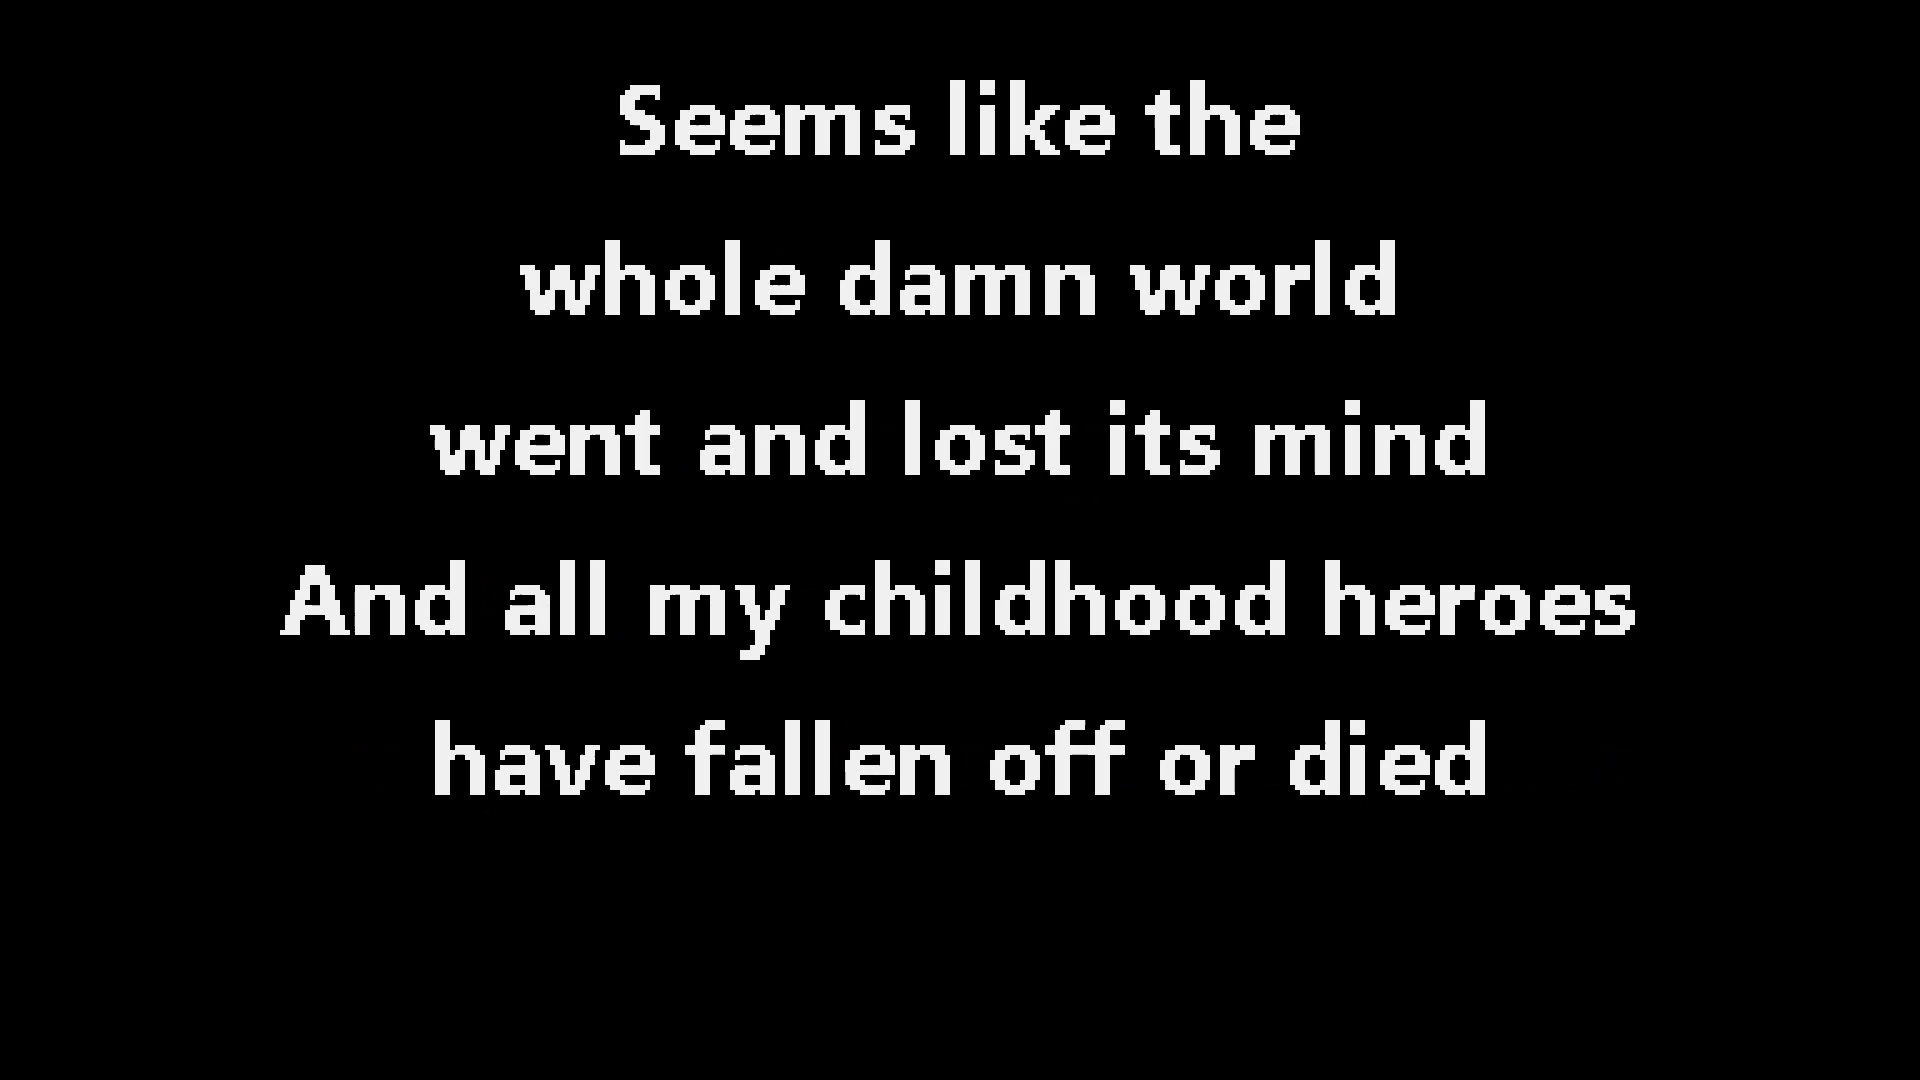 Seems like the
whole damn world
went and lost its mind
And all my childhood heroes
have fallen off or died